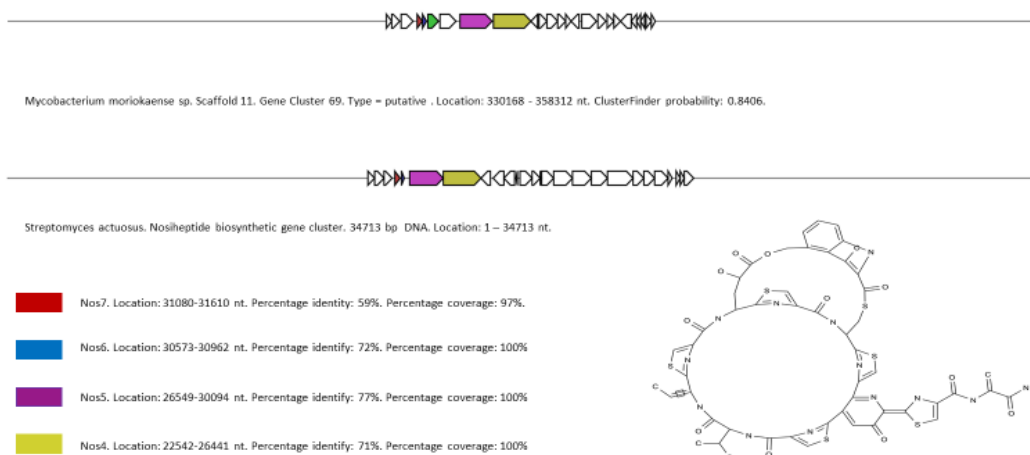 Mycobacterium moriokaense sp. Scaffold 11. Gene Cluster 69. Type = putative . Location: 330168 - 358312 nt. ClusterFinder probability: 0.8406.
Streptomyces actuosus. Nosiheptide biosynthetic gene cluster. 34713 bp DNA. Location: 1 – 34713 nt.
Nos7. Location: 31080-31610 nt. Percentage identify: 59%. Percentage coverage: 97%.
Nos6. Location: 30573-30962 nt. Percentage identify: 72%. Percentage coverage: 100%
Nos5. Location: 26549-30094 nt. Percentage identify: 77%. Percentage coverage: 100%
Nos4. Location: 22542-26441 nt. Percentage identify: 71%. Percentage coverage: 100%